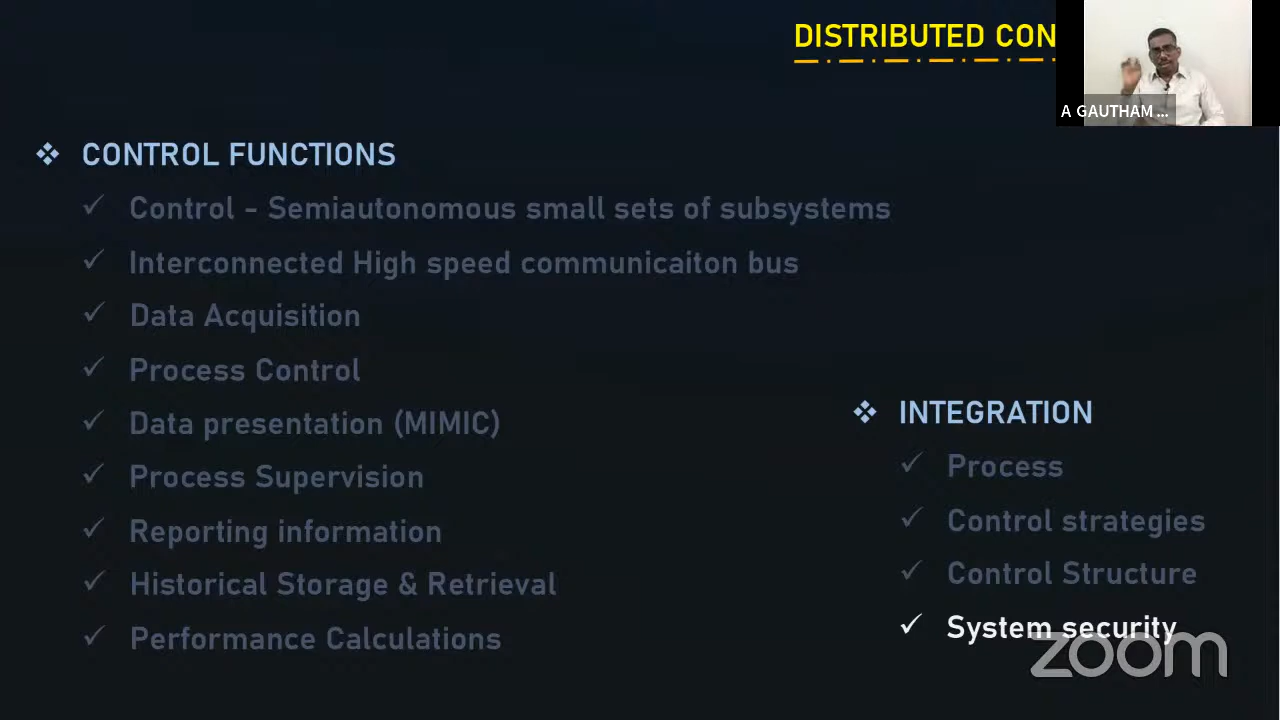 DISTRIBUTED CON
A GAUTHAM ...
CONTROL FUNCTIONS
Control - Semiautonomous small sets of subsystems
Interconnected High speed communicaiton bus
Data Acquisition
Process Control
Data presentation (MIMIC)
Process Supervision
Reporting information
Historical Storage & Retrieval
Performance Calculations
INTEGRATION
Process
Control strategies
Control Structure
System security
zoom